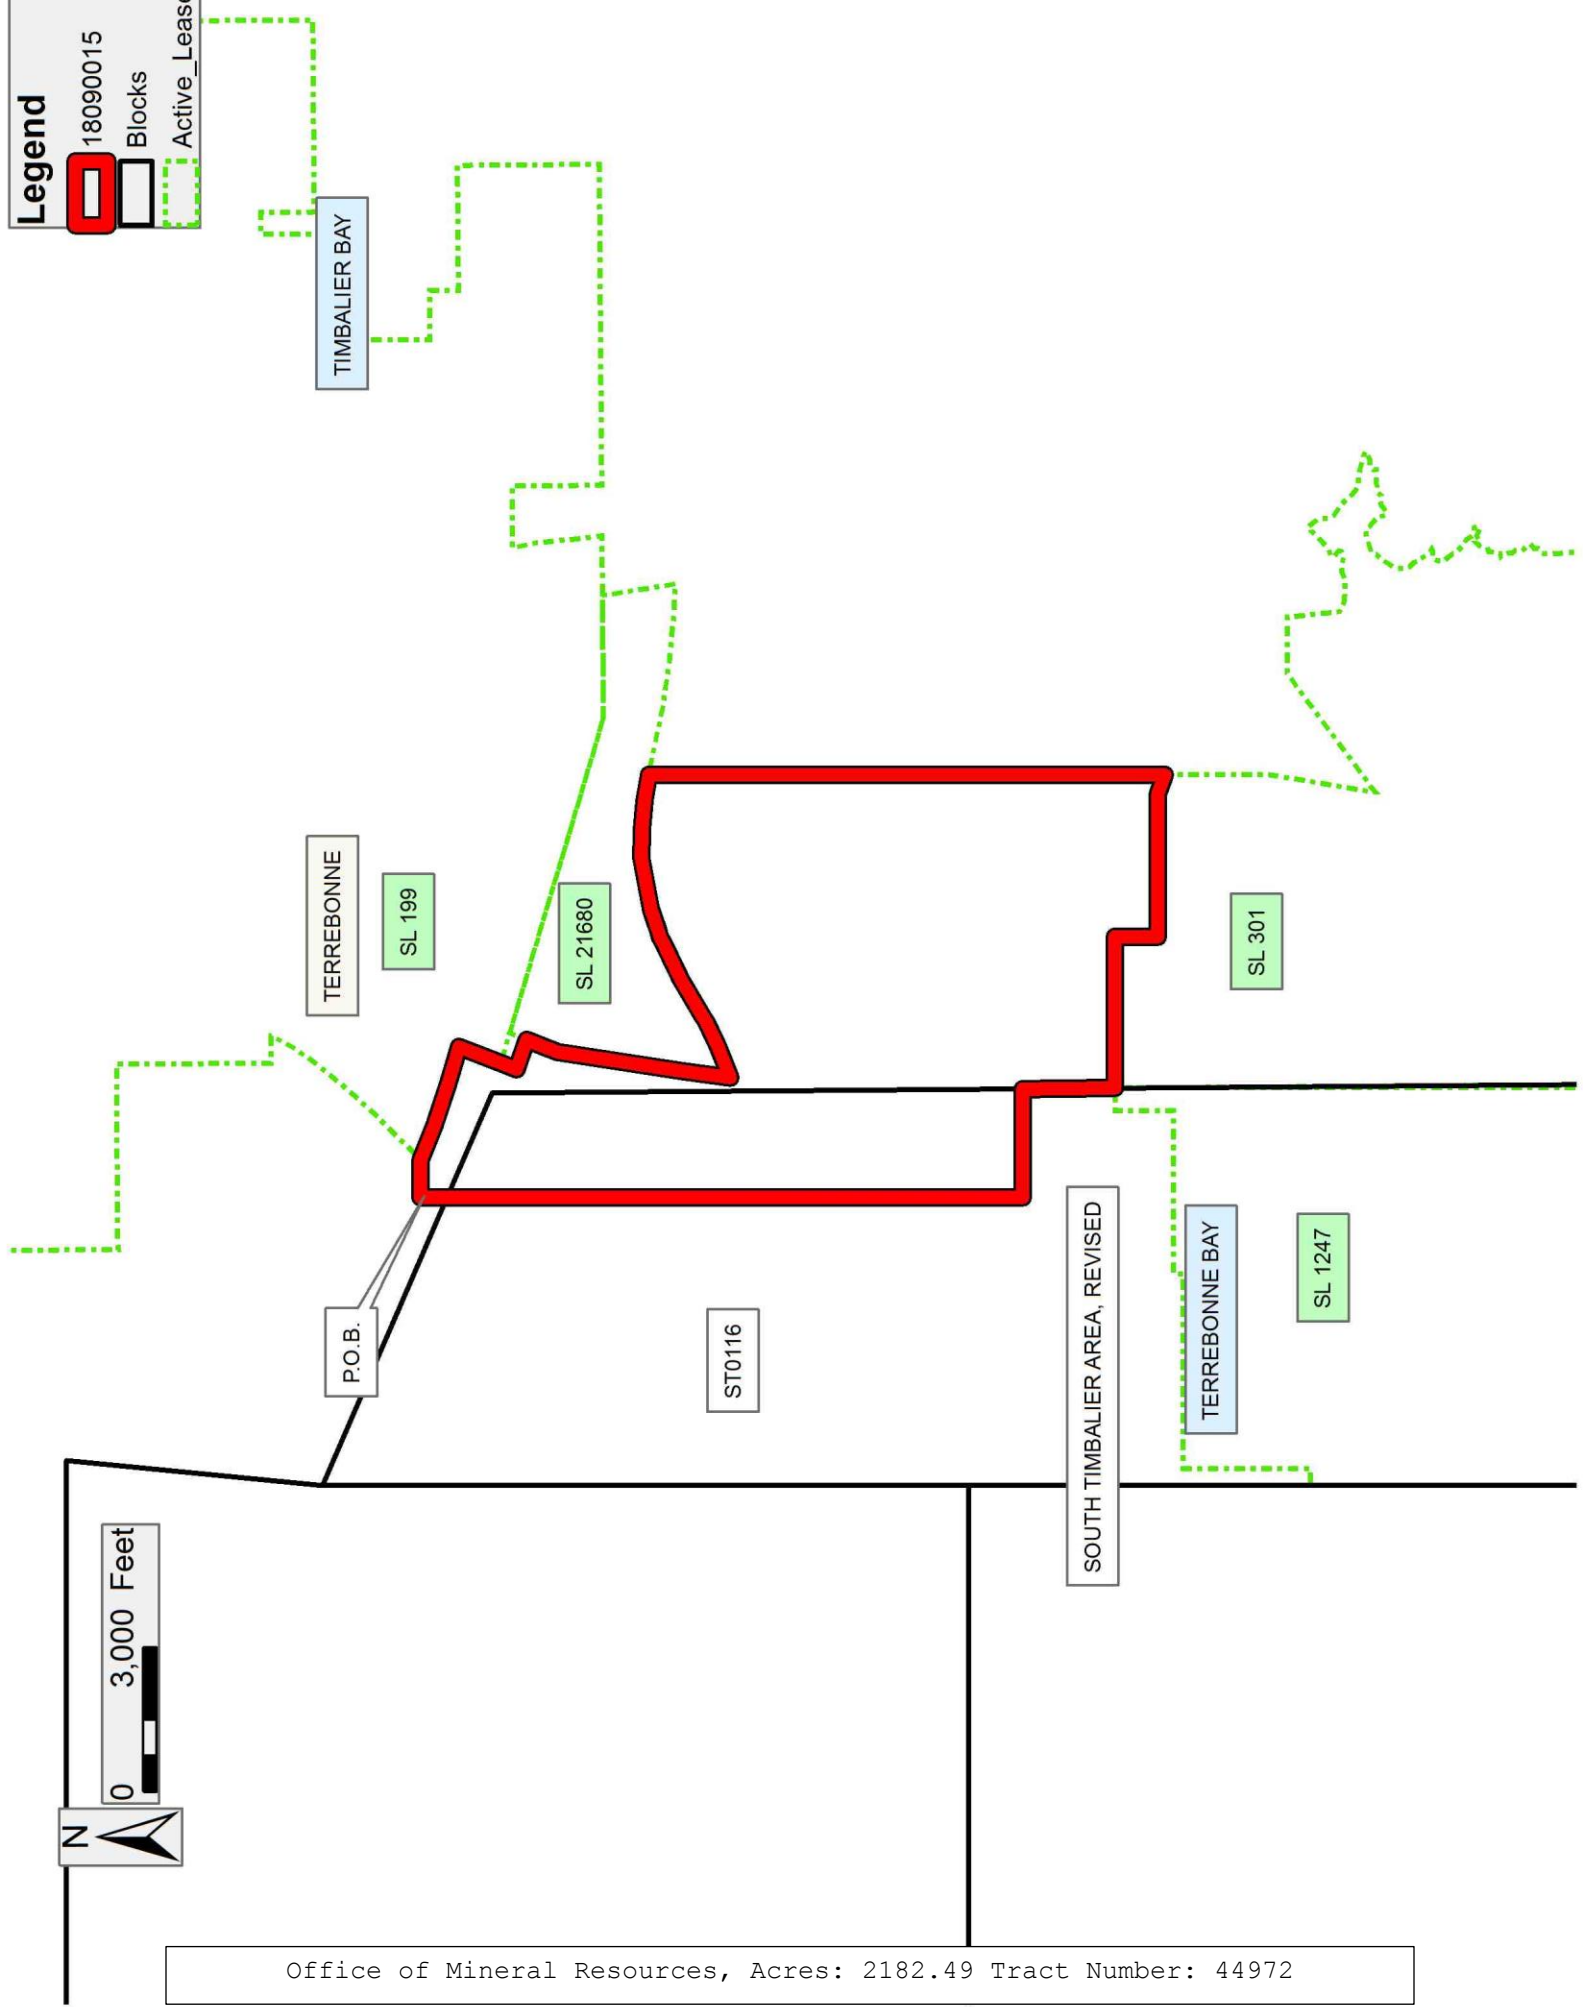 Legend
18090015
Blocks
Active_Lease
TIMBALIER BAY
TERREBONNE
SL 199
SL 21680
SL 301
P.O.B.
ST0116
SOUTH TIMBALIER AREA, REVISED
TERREBONNE BAY
SL 1247
0 3,000 Feet
N
Office of Mineral Resources, Acres: 2182.49 Tract Number: 44972